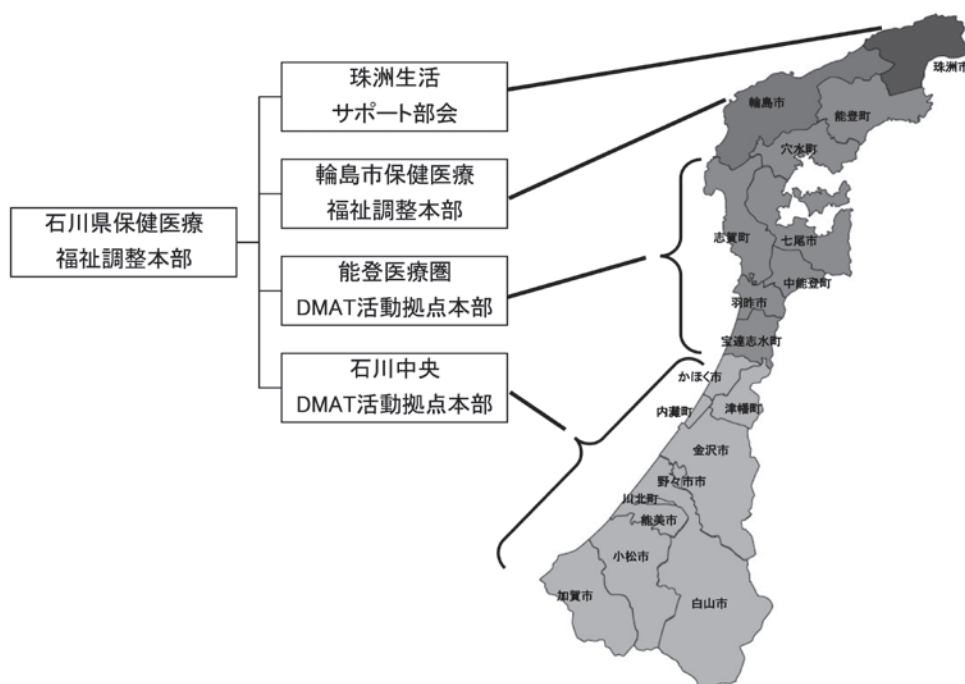 石川県保健医療
福祉調整本部
珠洲生活
サポート部会
輪島市保健医療
福祉調整本部
能登医療圏
DMAT活動拠点本部
石川中央
DMAT活動拠点本部
珠洲市
輪島市
能登町
穴水町
志賀町
七尾市
中能登町
羽咋市
宝達志水町
かほく市
内灘町
津幡町
金沢市
野々市市
川北町
能美市
小松市
加賀市
白山市